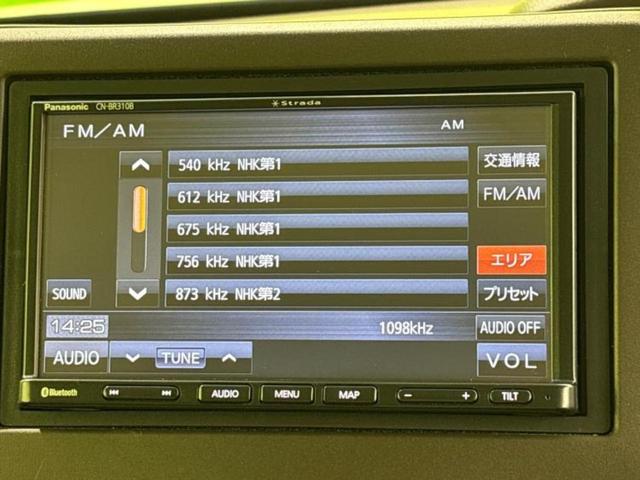 Panasonic CN-BR310B
Strada
FM/AM
AM
540 kHz NHK第1
612 kHz NHK第1
675 kHz NHK第1
756 kHz NHK第1
873 kHz NHK第2
交通情報
FM/AM
エリア
プリセット
SOUND
14:25
1098kHz
AUDIO OFF
AUDIO
TUNE
VOL
Bluetooth
AUDIO
MENU
MAP
TILT